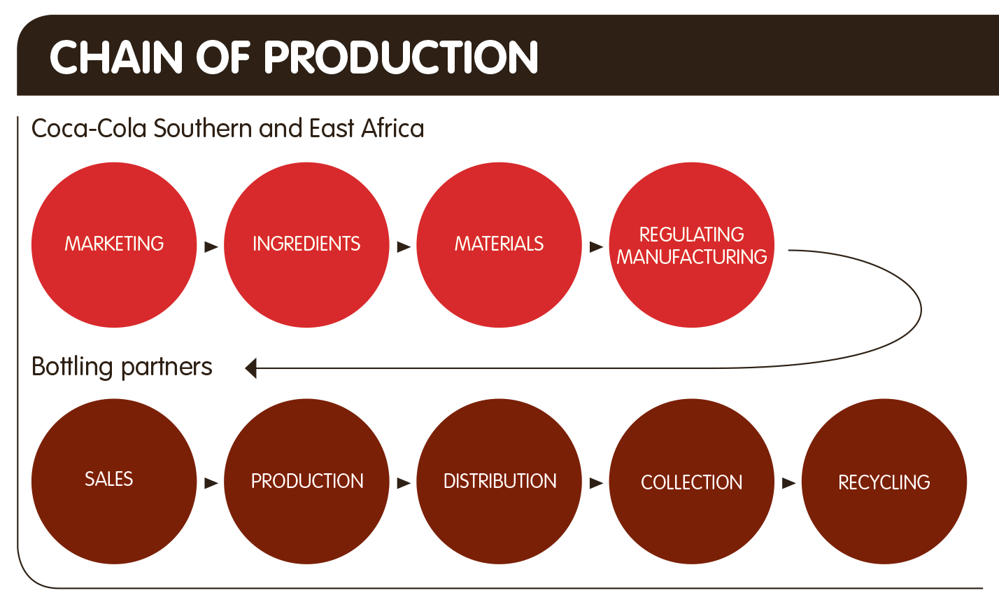 CHAIN OF PRODUCTION
Coca-Cola Southern and East Africa
MARKETING
INGREDIENTS
MATERIALS
REGULATING
MANUFACTURING
Bottling partners
SALES
PRODUCTION
DISTRIBUTION
COLLECTION
RECYCLING